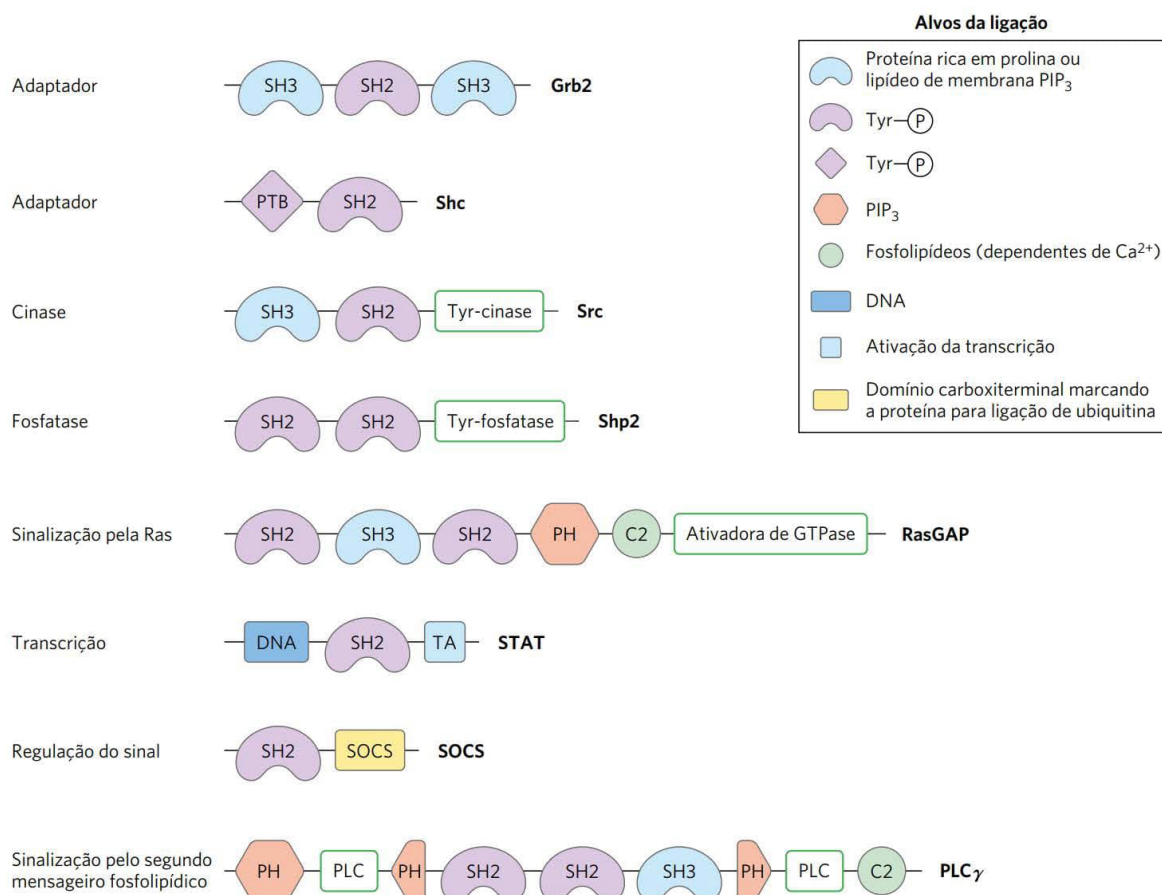 Alvos da ligação
Proteína rica em prolina ou
lipídeo de membrana PIP₃
Tyr—P
Tyr—P
PIP₃
Fosfolipídeos (dependentes de Ca²⁺)
DNA
Ativação da transcrição
Domínio carboxiterminal marcando
a proteína para ligação de ubiquitina
Adaptador SH3 SH2 SH3 Grb2
Adaptador PTB SH2 Shc
Cinase SH3 SH2 Tyr-cinase Src
Fosfatase SH2 SH2 Tyr-fosfatase Shp2
Sinalização pela Ras SH2 SH3 SH2 PH C2 Ativadora de GTPase RasGAP
Transcrição DNA SH2 TA STAT
Regulação do sinal SH2 SOCS SOCS
Sinalização pelo segundo
mensageiro fosfolipídico
PH PLC PH SH2 SH2 SH3 PH PLC C2 PLCγ